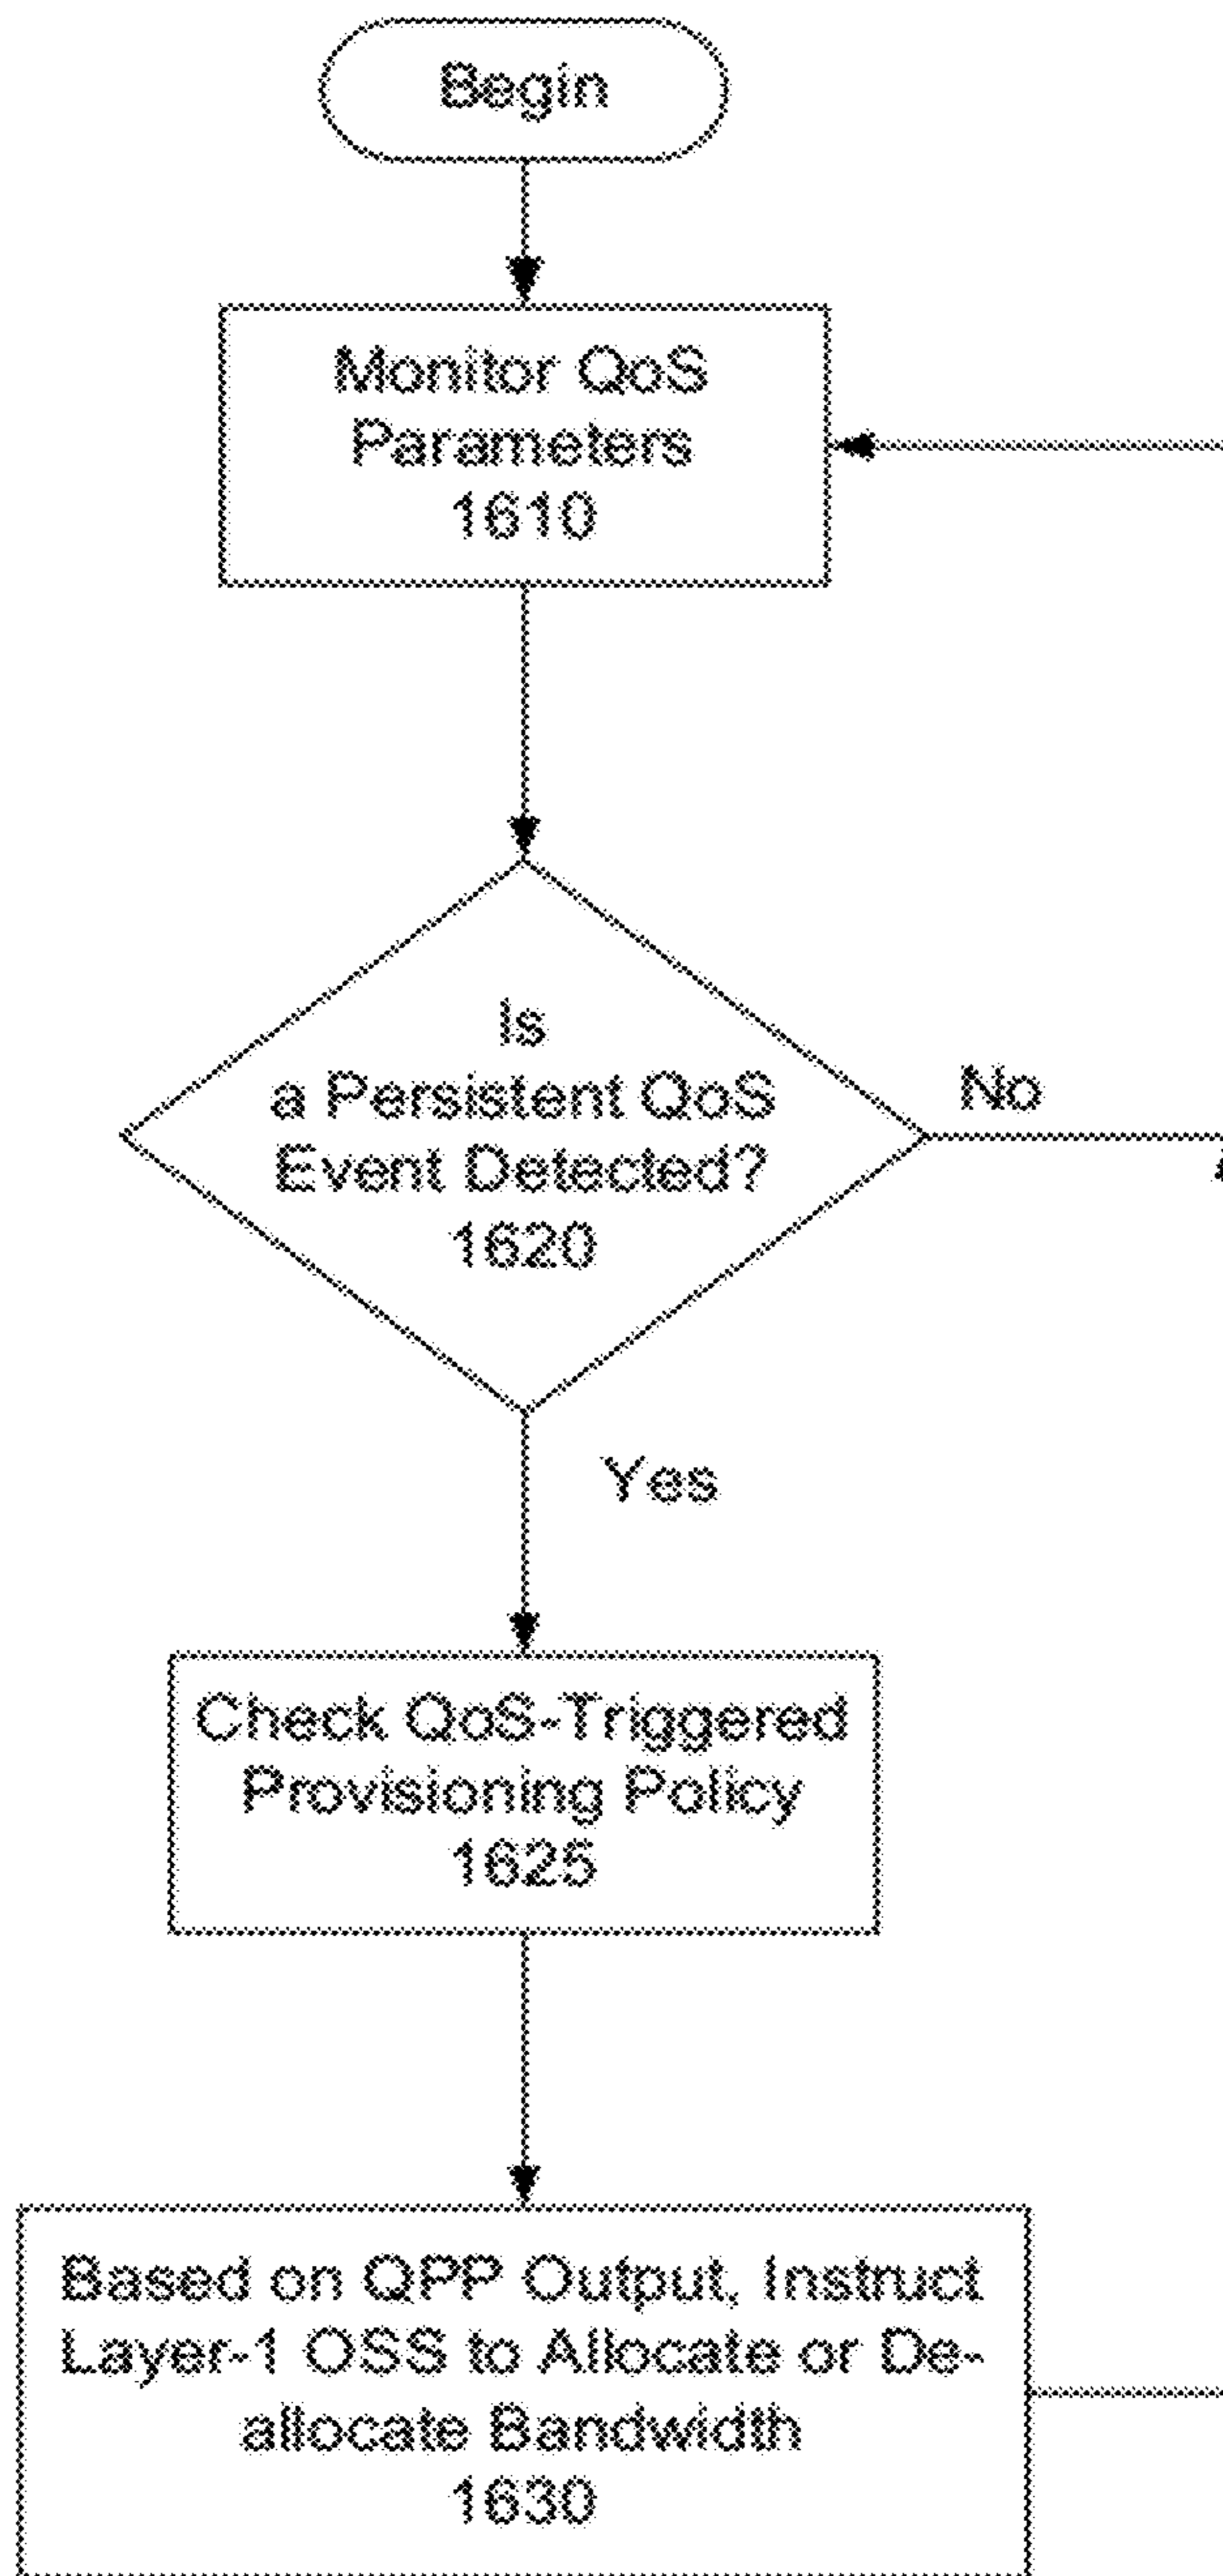 Begin
Monitor QoS
Parameters
1610
Is
a Persistent QoS
Event Detected?
1620
No
Yes
Check QoS-Triggered
Provisioning Policy
1625
Based on QPP Output, Instruct
Layer-1 OSS to Allocate or De-
allocate Bandwidth
1630